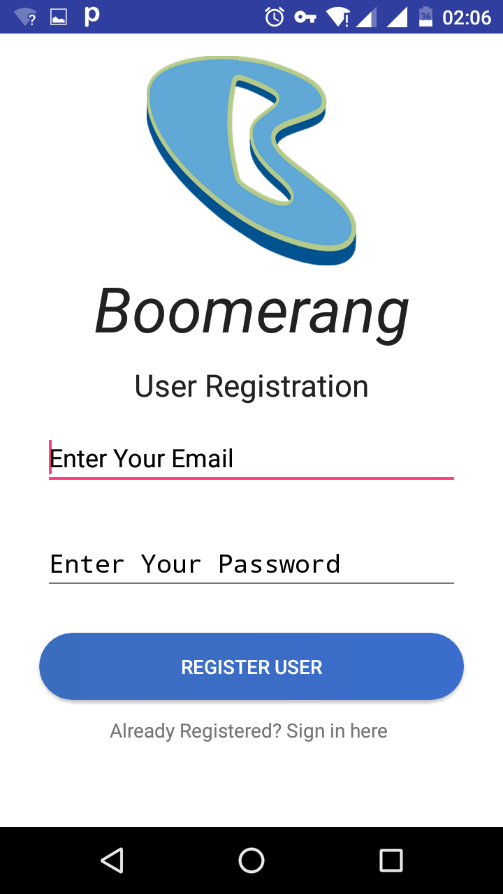 02:06
Boomerang
User Registration
Enter Your Email
Enter Your Password
REGISTER USER
Already Registered? Sign in here